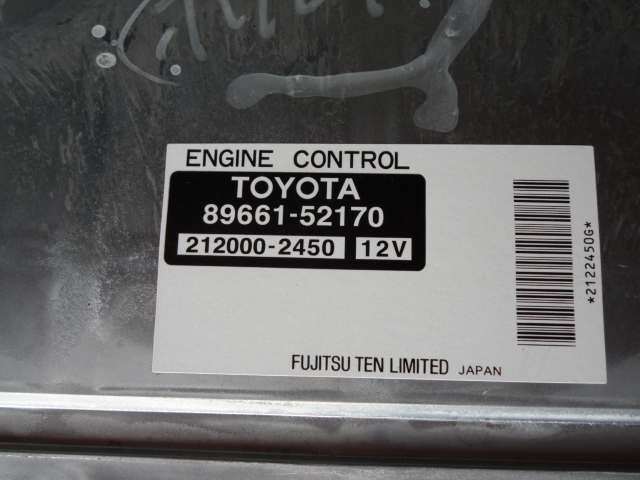 ENGINE CONTROL
TOYOTA
89661-52170
212000-2450 12V
FUJITSU TEN LIMITED JAPAN
*2122450G*